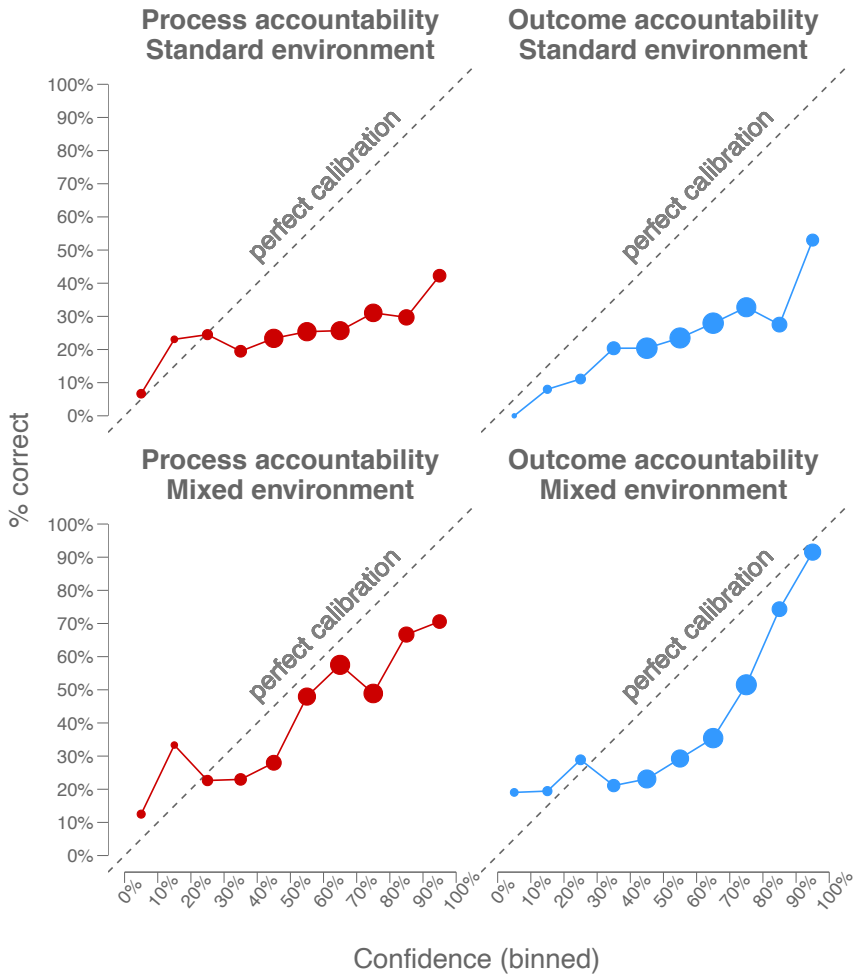 Process accountability
Standard environment
Outcome accountability
Standard environment
100%
90%
80%
70%
60%
50%
40%
30%
20%
10%
0%
perfect calibration
perfect calibration
% correct
Process accountability
Mixed environment
Outcome accountability
Mixed environment
100%
90%
80%
70%
60%
50%
40%
30%
20%
10%
0%
perfect calibration
perfect calibration
0% 10% 20% 30% 40% 50% 60% 70% 80% 90% 100%
0% 10% 20% 30% 40% 50% 60% 70% 80% 90% 100%
Confidence (binned)